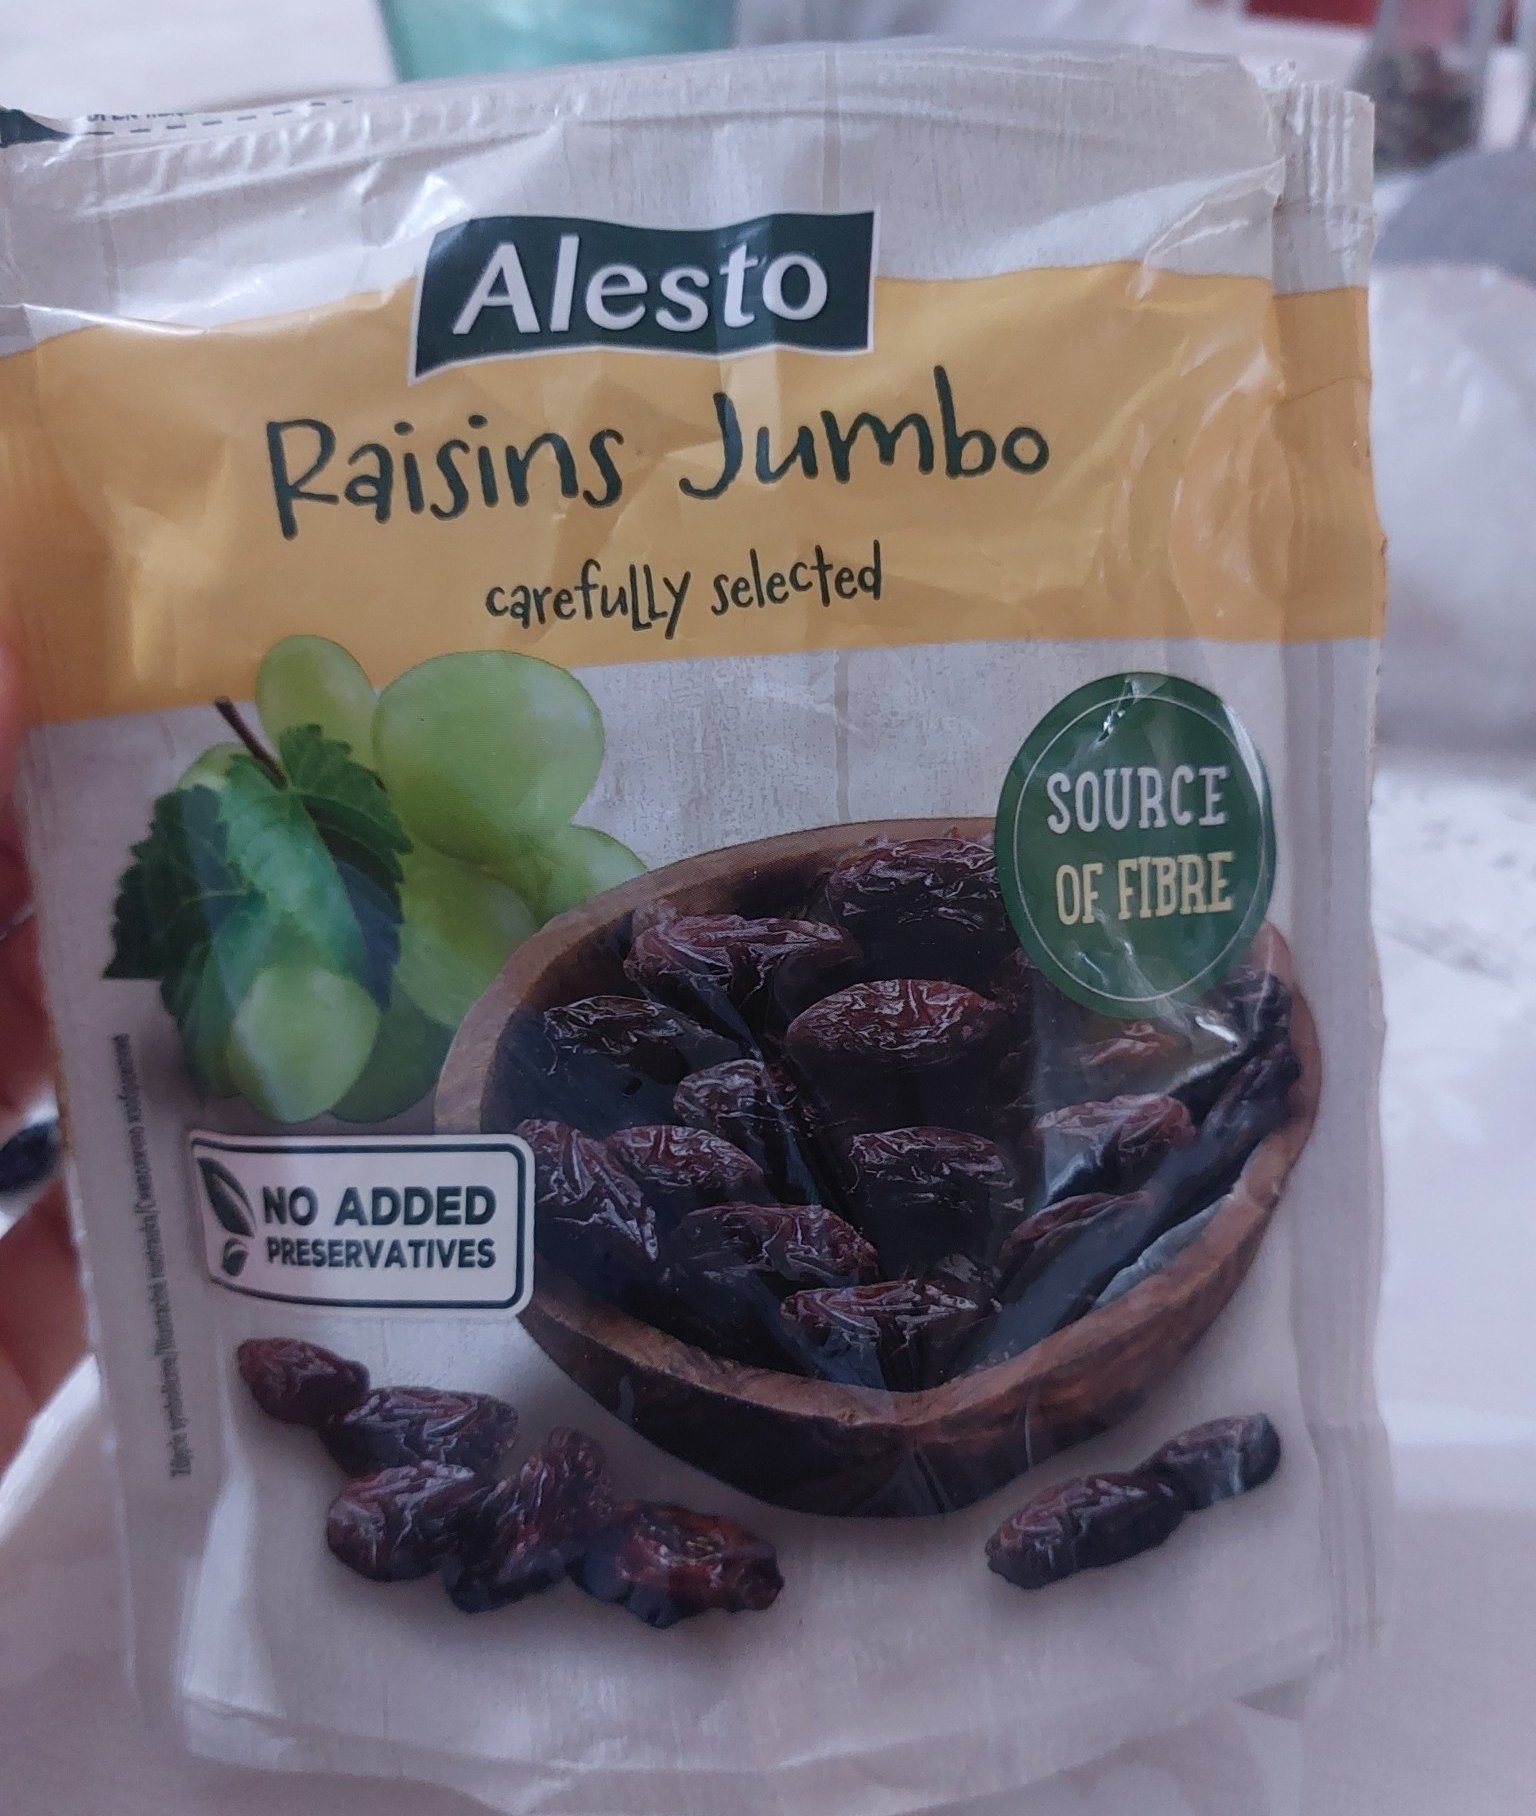 Alesto
Raisins Jumbo
carefully selected
SOURCE
OF FIBRE
NO ADDED
PRESERVATIVES